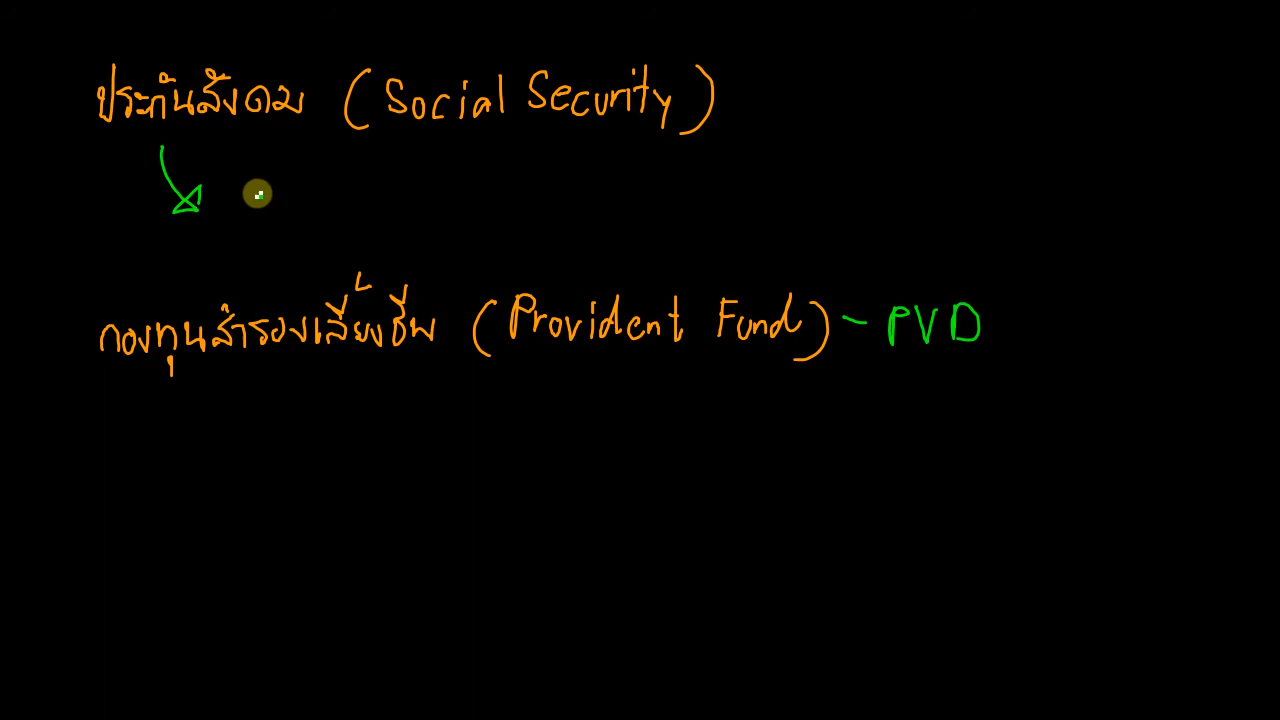 ประกันสังคม (Social Security)
กองทุนสำรองเลี้ยงชีพ (Provident Fund) - PVD